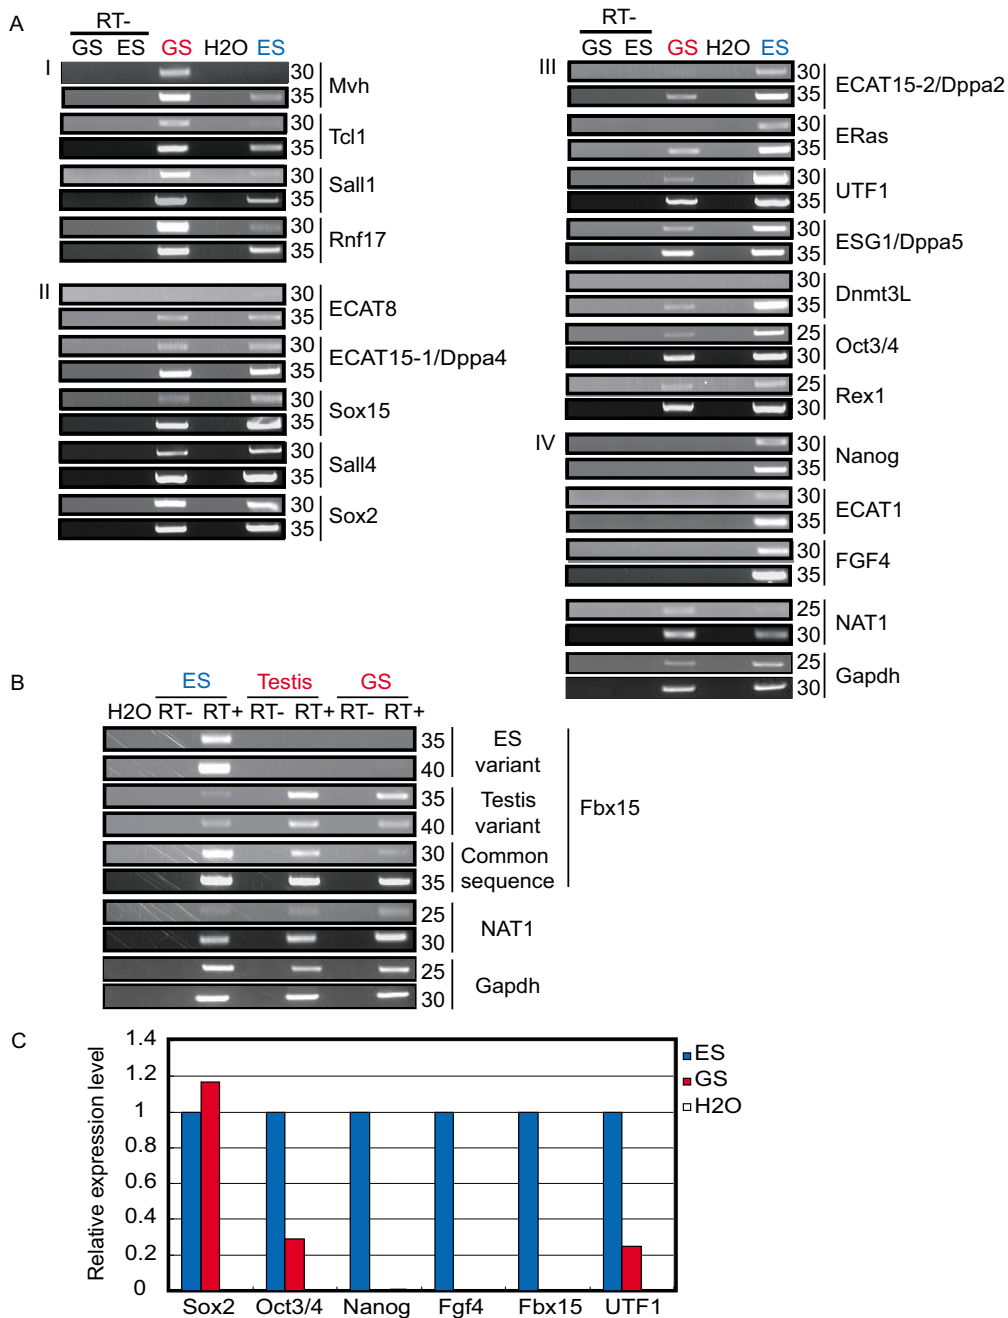 A
RT-
GS ES GS H2O ES
I
30
35
Mvh
30
35
Tcl1
30
35
Sall1
30
35
Rnf17
II
30
35
ECAT8
30
35
ECAT15-1/Dppa4
30
35
Sox15
30
35
Sall4
30
35
Sox2
RT-
GS ES GS H2O ES
III
30
35
ECAT15-2/Dppa2
30
35
ERas
30
35
UTF1
30
35
ESG1/Dppa5
30
35
Dnmt3L
25
30
Oct3/4
25
30
Rex1
IV
30
35
Nanog
30
35
ECAT1
30
35
FGF4
25
30
NAT1
25
30
Gapdh
B
ES Testis GS
H2O RT- RT+ RT- RT+ RT- RT+
35
40
ES
variant
35
40
Testis
variant
30
35
Common
sequence
Fbx15
25
30
NAT1
25
30
Gapdh
C
Relative expression level
1.4
1.2
1
0.8
0.6
0.4
0.2
0
Sox2 Oct3/4 Nanog Fgf4 Fbx15 UTF1
ES
GS
H2O